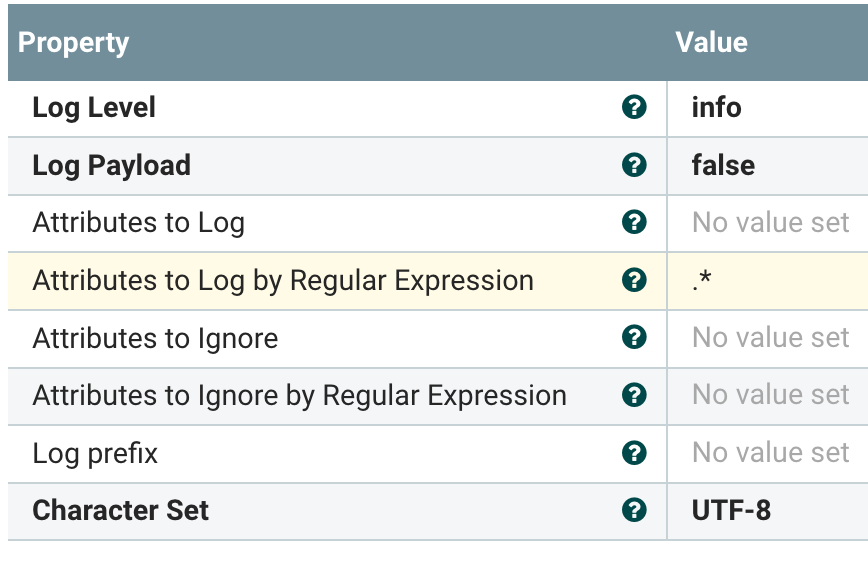 Property Value
Log Level ? info
Log Payload ? false
Attributes to Log ? No value set
Attributes to Log by Regular Expression ? .*
Attributes to Ignore ? No value set
Attributes to Ignore by Regular Expression ? No value set
Log prefix ? No value set
Character Set ? UTF-8